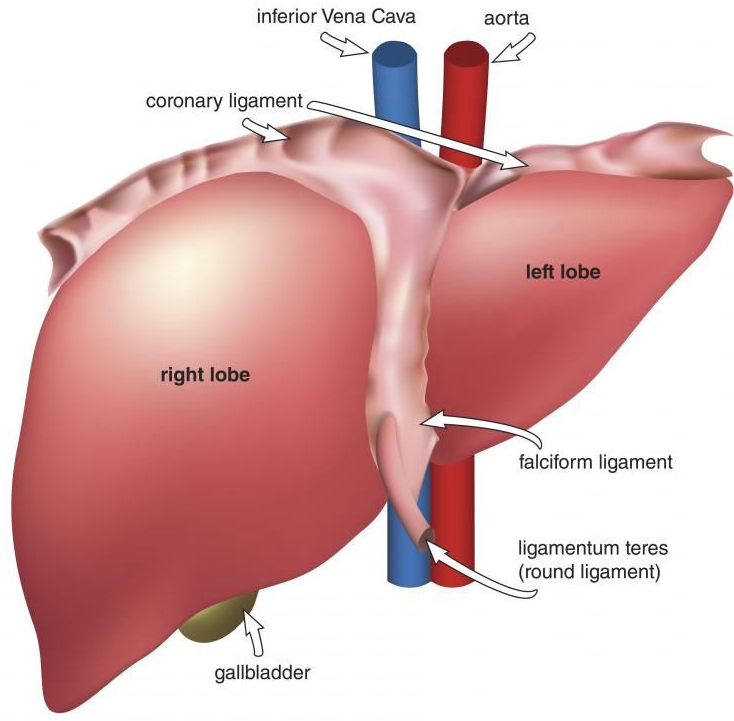 inferior Vena Cava
aorta
coronary ligament
left lobe
right lobe
falciform ligament
ligamentum teres
(round ligament)
gallbladder